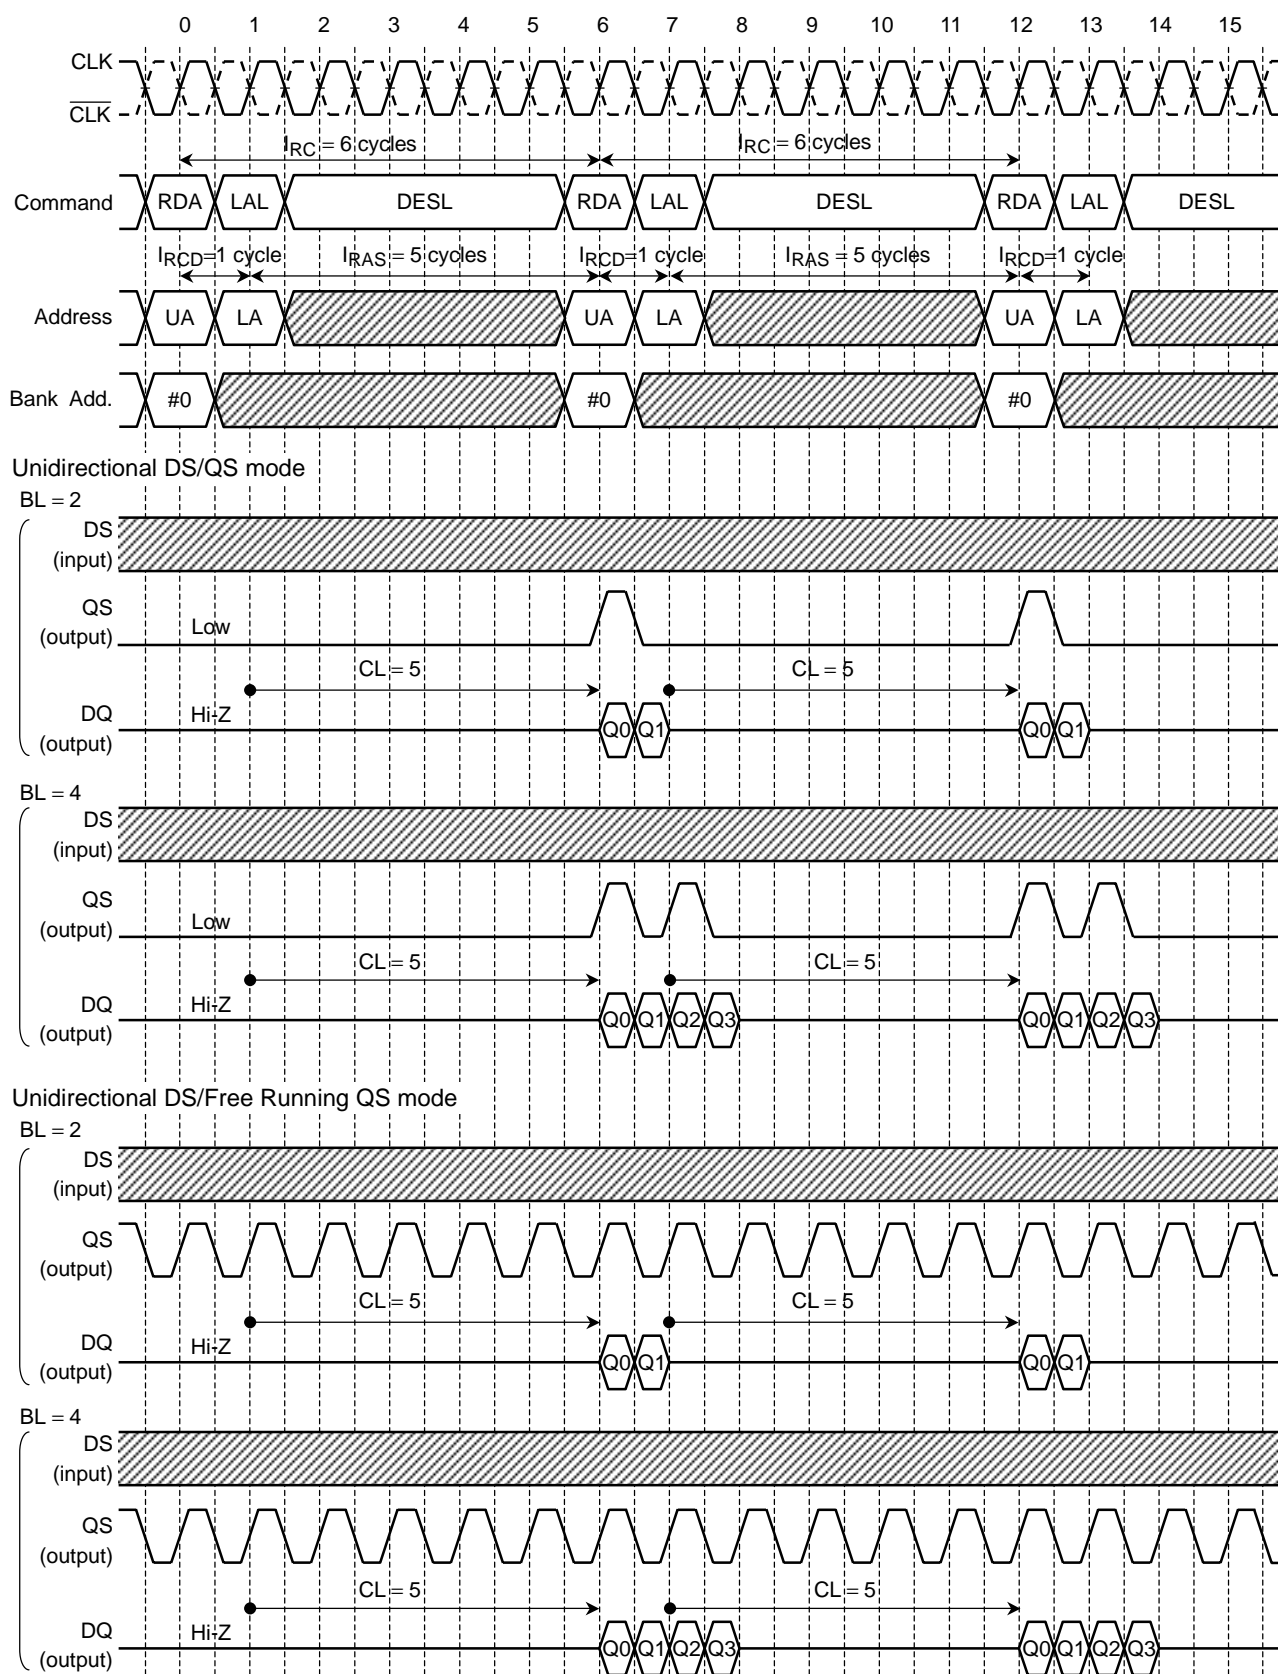 0 1 2 3 4 5 6 7 8 9 10 11 12 13 14 15
CLK
CLK
IRC = 6 cycles IRC = 6 cycles
Command RDA LAL DESL RDA LAL DESL RDA LAL DESL
IRCD=1 cycle IRAS = 5 cycles IRCD=1 cycle IRAS = 5 cycles IRCD=1 cycle
Address UA LA UA LA UA LA
Bank Add. #0 #0 #0
Unidirectional DS/QS mode
BL = 2
DS
(input)
QS
(output) Low
CL = 5 CL = 5
DQ Hi-Z
(output) Q0 Q1 Q0 Q1
BL = 4
DS
(input)
QS
(output) Low
CL = 5 CL = 5
DQ Hi-Z
(output) Q0 Q1 Q2 Q3 Q0 Q1 Q2 Q3
Unidirectional DS/Free Running QS mode
BL = 2
DS
(input)
QS
(output)
CL = 5 CL = 5
DQ Hi-Z
(output) Q0 Q1 Q0 Q1
BL = 4
DS
(input)
QS
(output)
CL = 5 CL = 5
DQ Hi-Z
(output) Q0 Q1 Q2 Q3 Q0 Q1 Q2 Q3